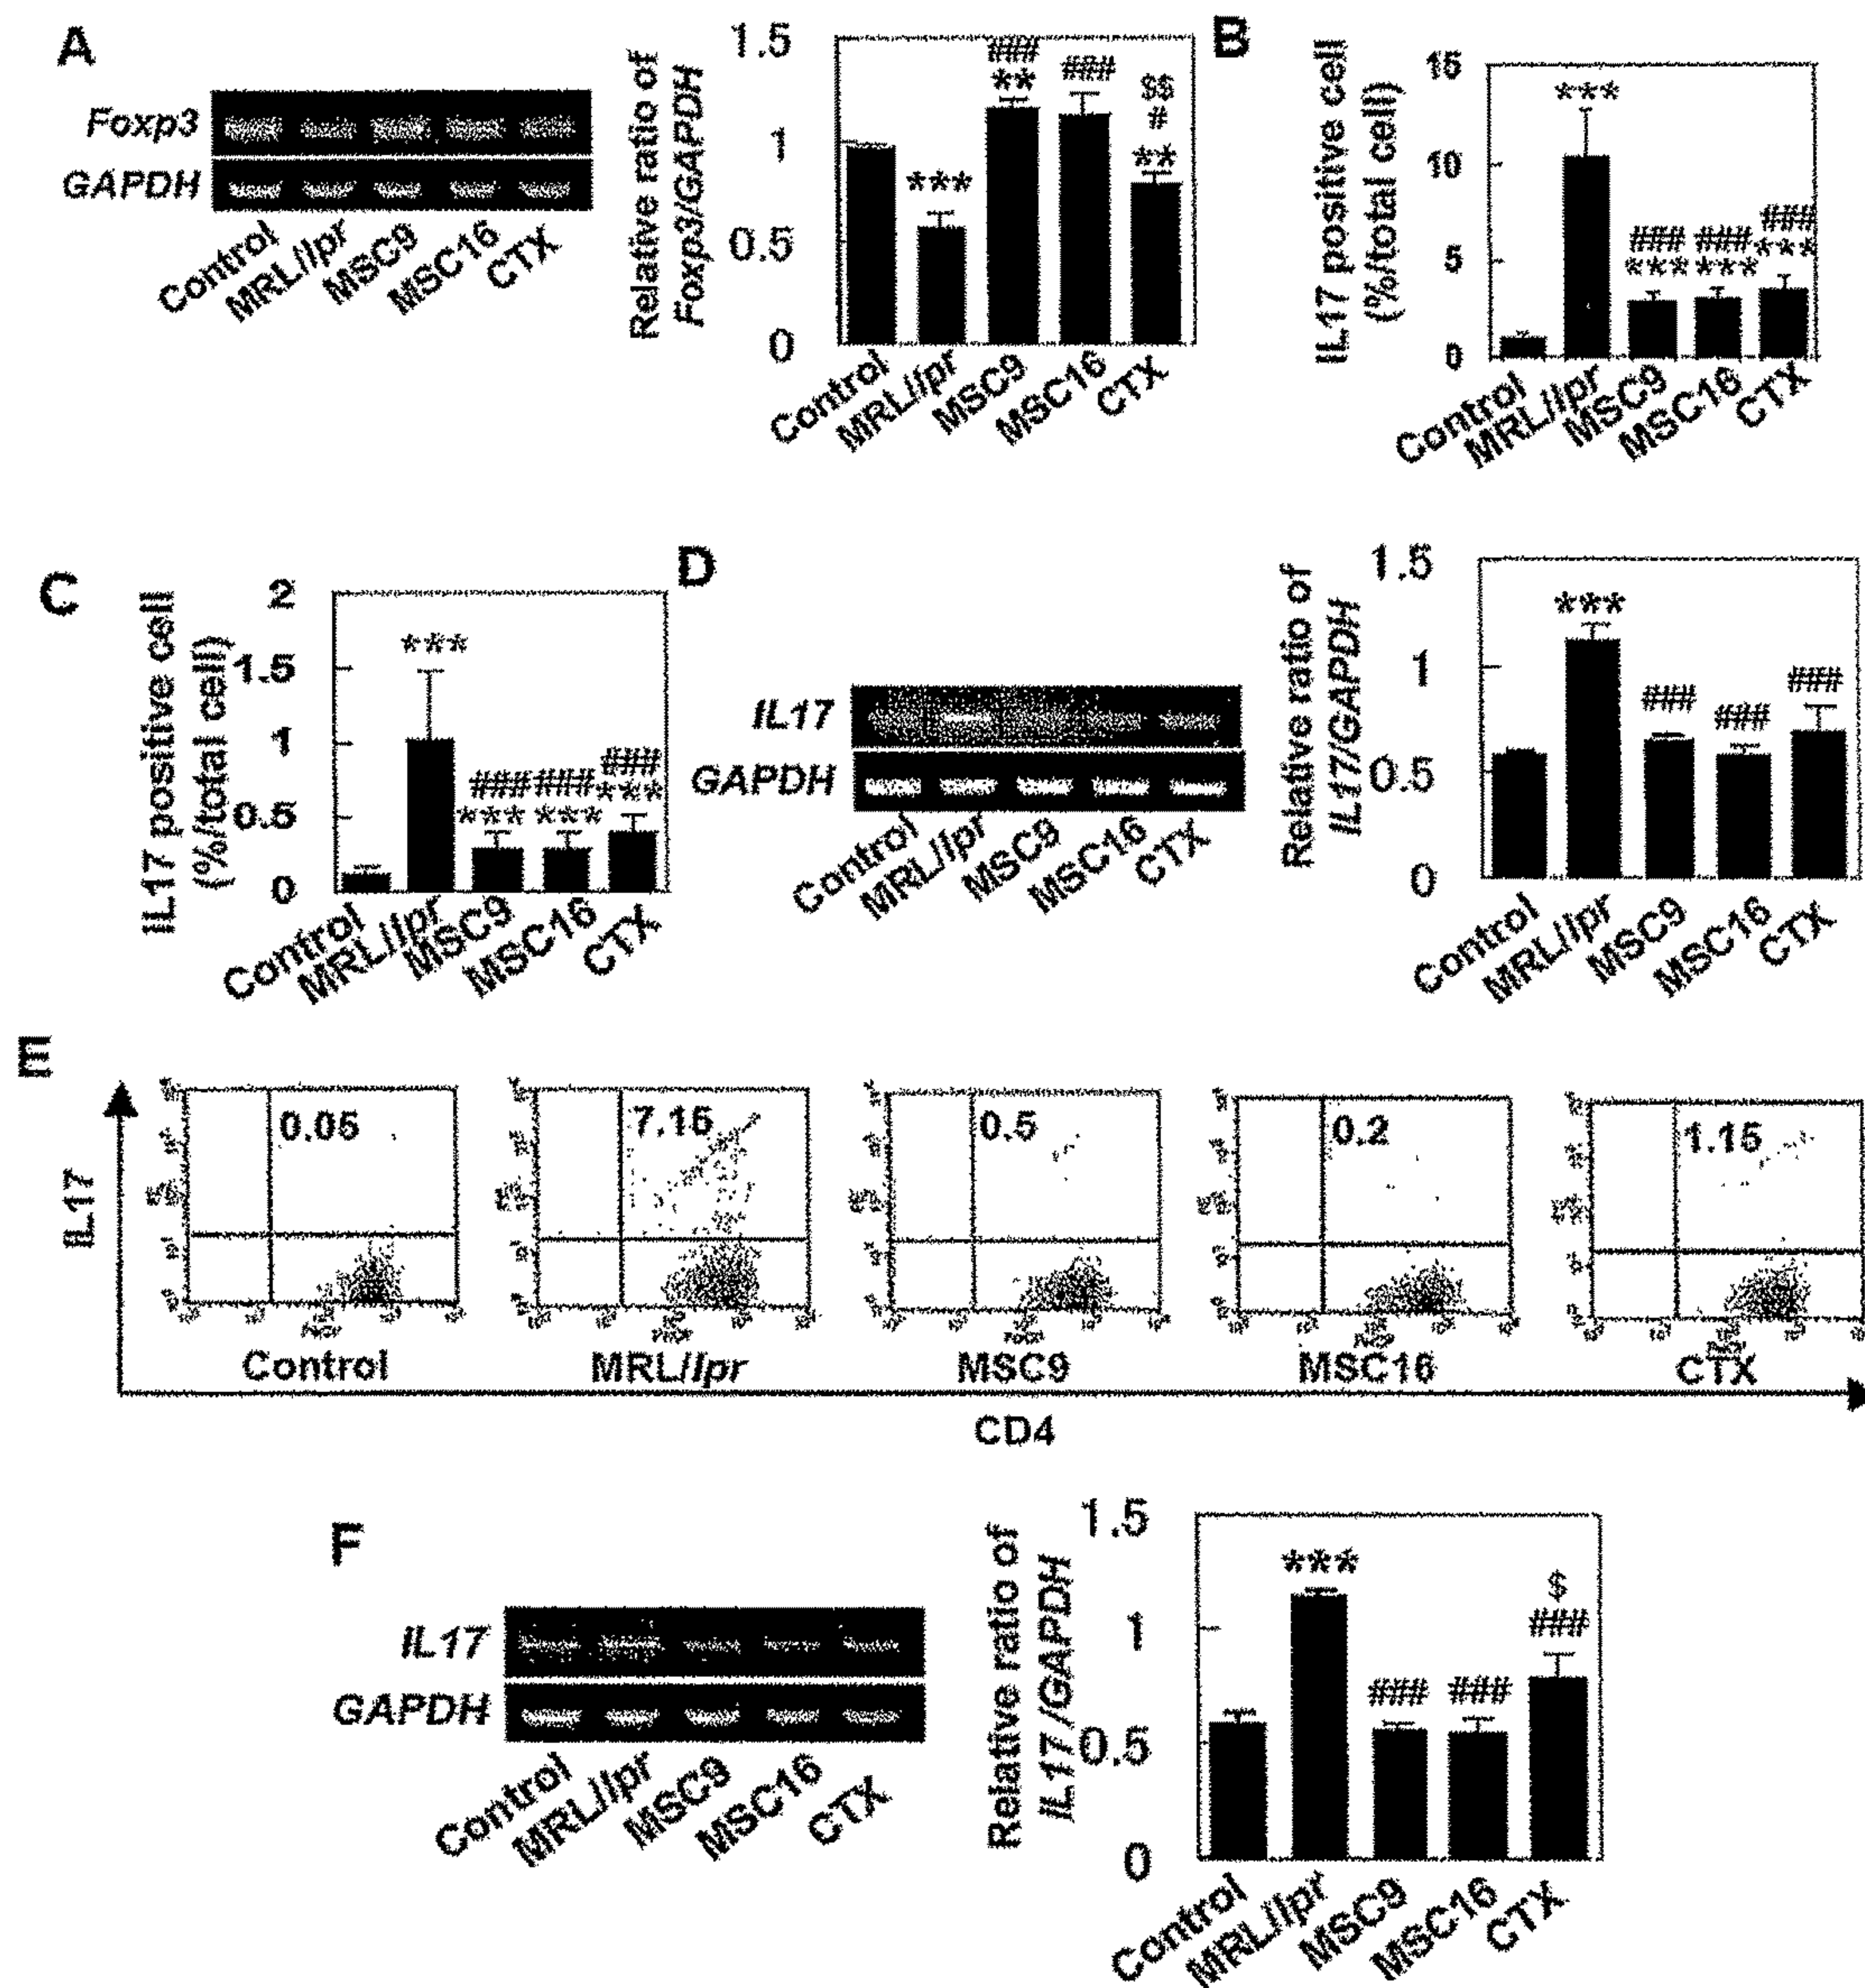 A
Foxp3
GAPDH
Control
MRL/lpr
MSC9
MSC16
CTX
Relative ratio of
Foxp3/GAPDH
1.5
1
0.5
0
***
###
**
###
$$
#
**
Control
MRL/lpr
MSC9
MSC16
CTX
B
IL17 positive cell
(%/total cell)
15
10
5
0
***
###
***
###
***
###
***
Control
MRL/lpr
MSC9
MSC16
CTX
C
IL17 positive cell
(%/total cell)
2
1.5
1
0.5
0
***
###
***
###
***
###
***
Control
MRL/lpr
MSC9
MSC16
CTX
D
IL17
GAPDH
Control
MRL/lpr
MSC9
MSC16
CTX
Relative ratio of
IL17/GAPDH
1.5
1
0.5
0
***
###
###
###
Control
MRL/lpr
MSC9
MSC16
CTX
E
IL17
0.05
7.15
0.5
0.2
1.15
Control
MRL/lpr
MSC9
MSC16
CTX
CD4
F
IL17
GAPDH
Control
MRL/lpr
MSC9
MSC16
CTX
Relative ratio of
IL17/GAPDH
1.5
1
0.5
0
***
###
###
$
###
Control
MRL/lpr
MSC9
MSC16
CTX